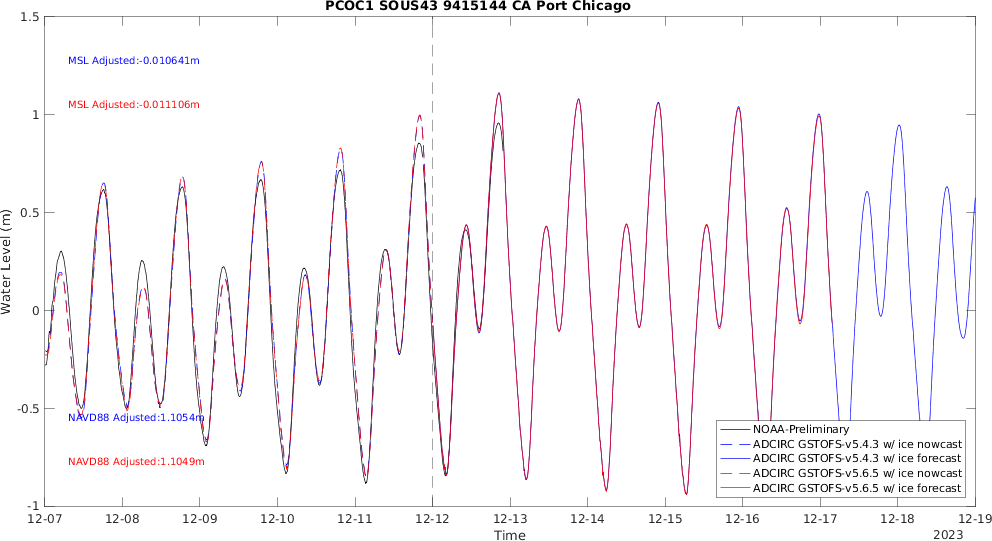 PCOC1 SOUS43 9415144 CA Port Chicago
1.5
1
0.5
0
-0.5
-1
Water Level (m)
MSL Adjusted:-0.010641m
MSL Adjusted:-0.011106m
NAVD88 Adjusted:1.1054m
NAVD88 Adjusted:1.1049m
NOAA-Preliminary
ADCIRC GSTOFS-v5.4.3 w/ ice nowcast
ADCIRC GSTOFS-v5.4.3 w/ ice forecast
ADCIRC GSTOFS-v5.6.5 w/ ice nowcast
ADCIRC GSTOFS-v5.6.5 w/ ice forecast
12-07 12-08 12-09 12-10 12-11 12-12 12-13 12-14 12-15 12-16 12-17 12-18 12-19
Time
2023